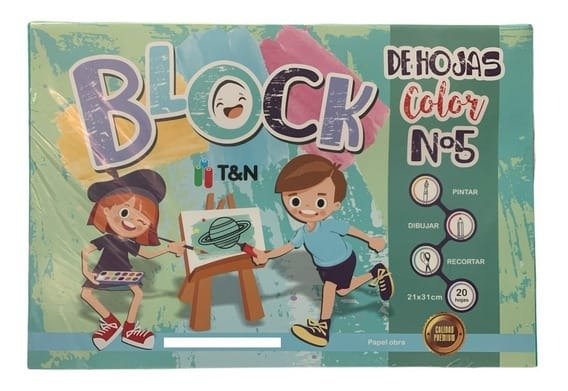 BLOCK
DE HOJAS
Color
Nº5
T&N
PINTAR
DIBUJAR
RECORTAR
21x31cm
20
hojas
CALIDAD
PREMIUM
Papel obra